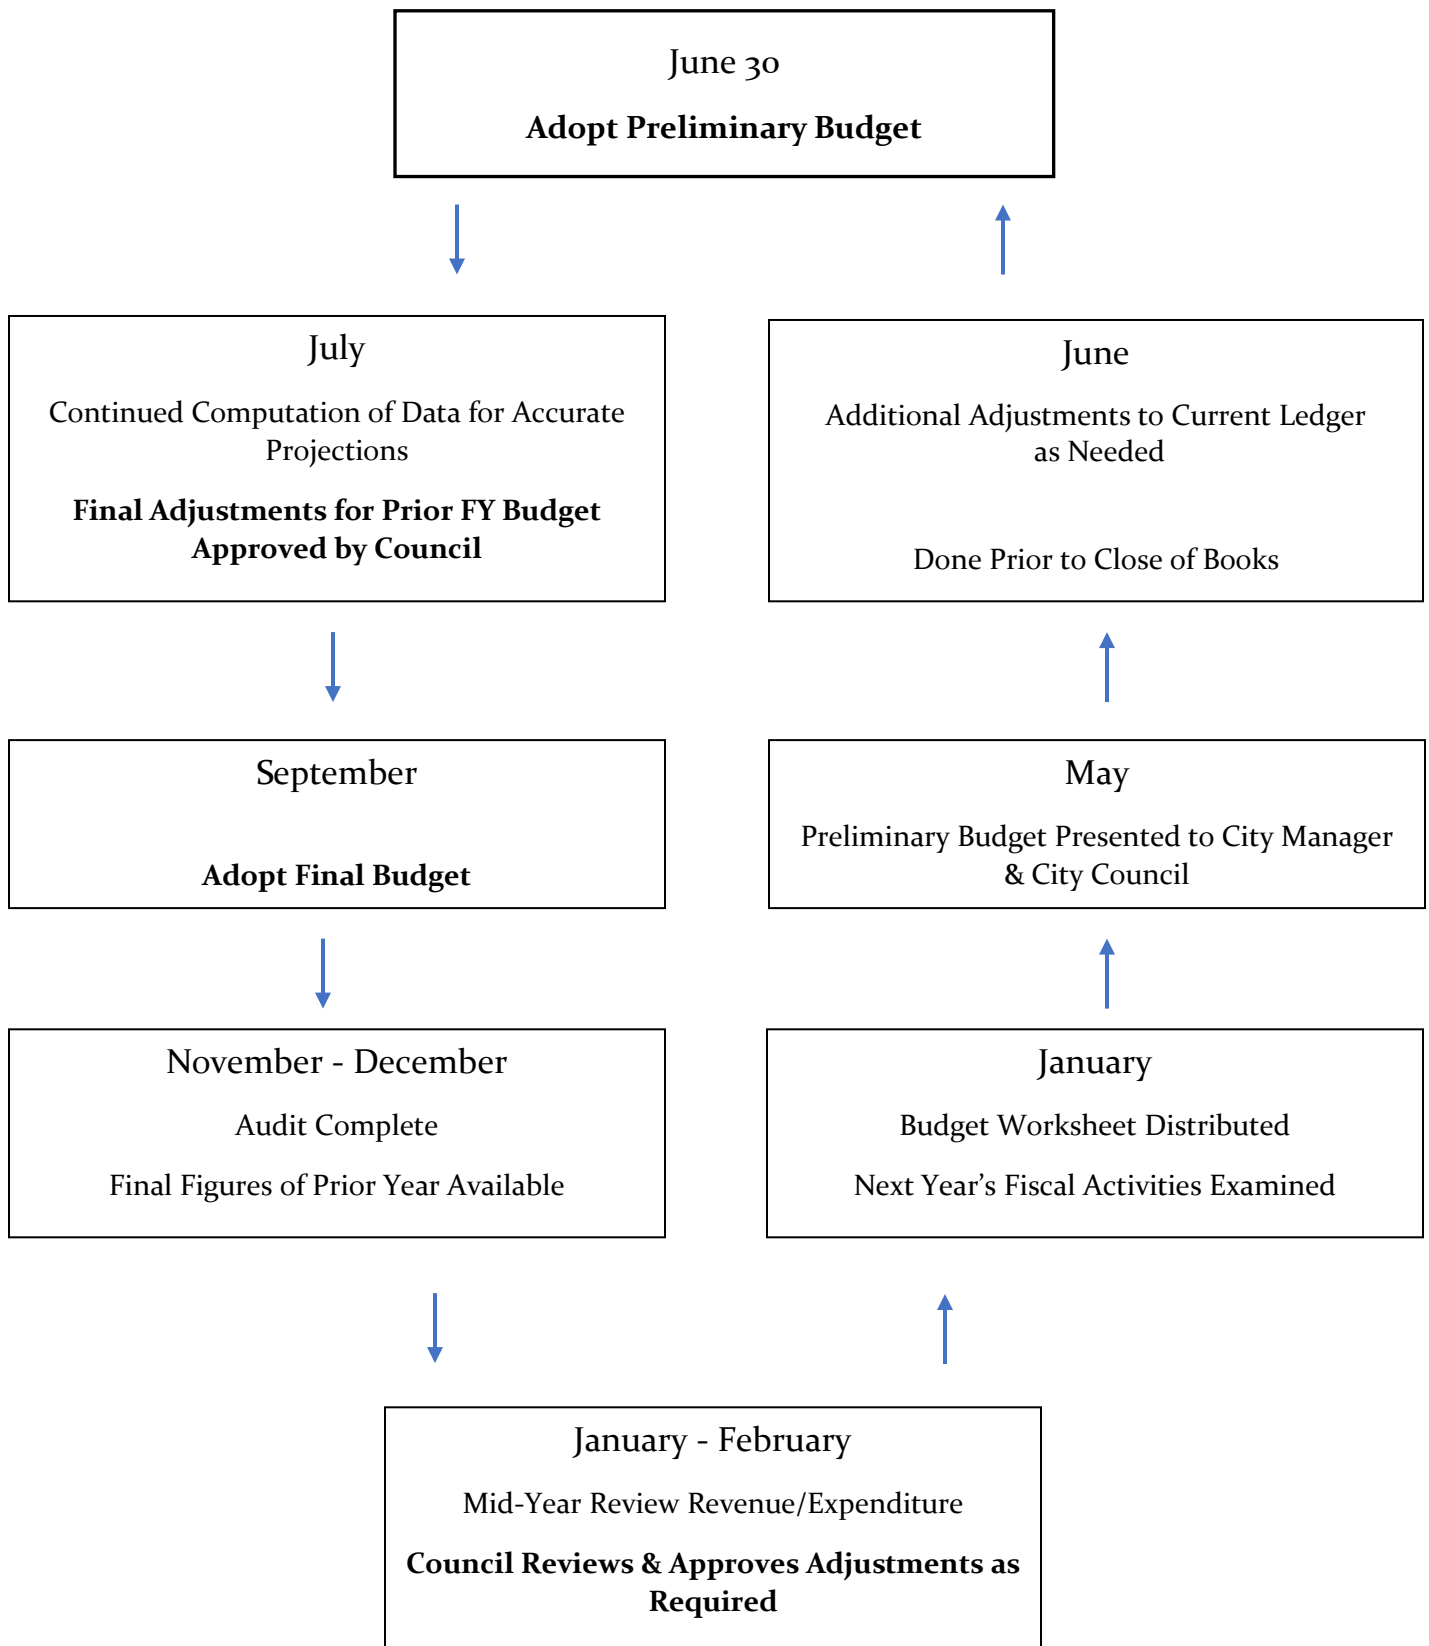 June 30
Adopt Preliminary Budget
July
Continued Computation of Data for Accurate
Projections
Final Adjustments for Prior FY Budget
Approved by Council
June
Additional Adjustments to Current Ledger
as Needed
Done Prior to Close of Books
September
Adopt Final Budget
May
Preliminary Budget Presented to City Manager
& City Council
November - December
Audit Complete
Final Figures of Prior Year Available
January
Budget Worksheet Distributed
Next Year’s Fiscal Activities Examined
January - February
Mid-Year Review Revenue/Expenditure
Council Reviews & Approves Adjustments as
Required